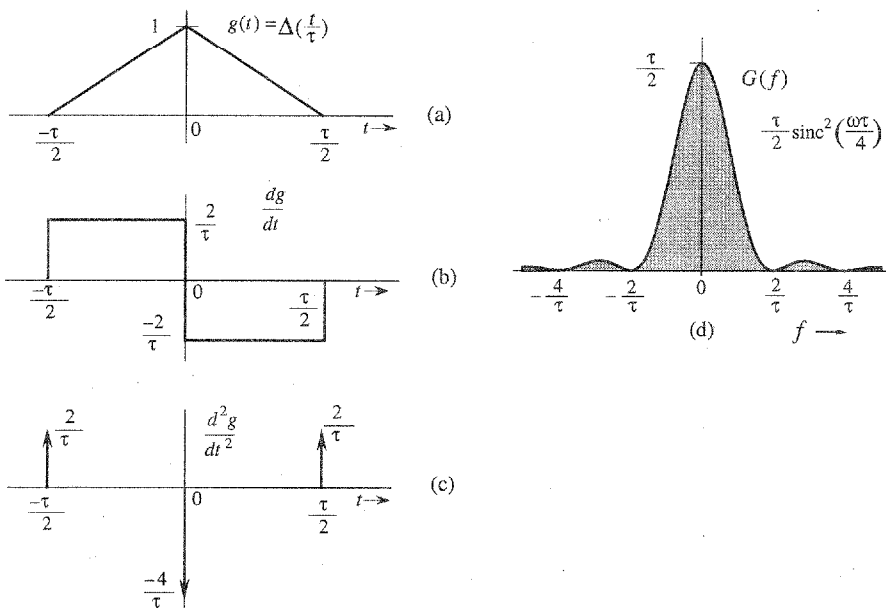 1
g(t) = Δ(t/τ)
-τ/2
0
τ/2
t→
(a)
2/τ
dg/dt
-τ/2
0
τ/2
t→
(b)
-2/τ
2/τ
d²g/dt²
2/τ
-τ/2
0
τ/2
t→
(c)
-4/τ
τ/2
G(f)
τ/2 sinc²(ωτ/4)
-4/τ
-2/τ
0
2/τ
4/τ
(d)
f →